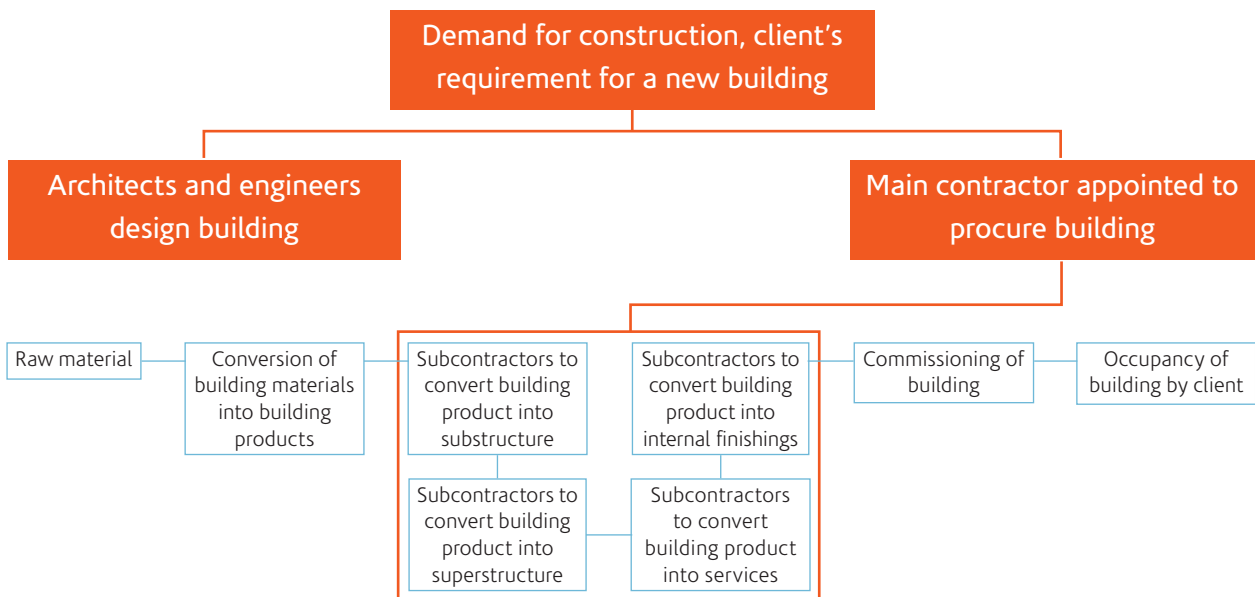 Demand for construction, client’s
requirement for a new building
Architects and engineers
design building
Main contractor appointed to
procure building
Raw material
Conversion of
building materials
into building
products
Subcontractors to
convert building
product into
substructure
Subcontractors to
convert building
product into
internal finishings
Commissioning of
building
Occupancy of
building by client
Subcontractors to
convert building
product into
superstructure
Subcontractors
to convert
building product
into services